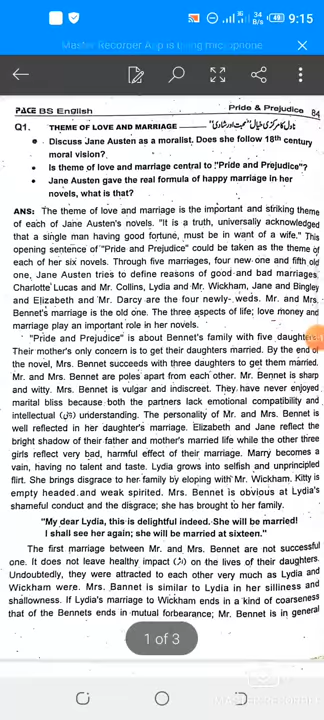 34 B/s 49 9:15
Master Recorder App is using microphone
PACE BS English Pride & Prejudice 84
Q1. THEME OF LOVE AND MARRIAGE
• Discuss Jane Austen as a moralist. Does she follow 18th century
moral vision?
• Is theme of love and marriage central to "Pride and Prejudice"?
• Jane Austen gave the real formula of happy marriage in her
novels, what is that?
ANS: The theme of love and marriage is the important and striking theme
of each of Jane Austen's novels. "It is a truth, universally acknowledged
that a single man having good fortune, must be in want of a wife." This
opening sentence of "Pride and Prejudice" could be taken as the theme of
each of her six novels. Through five marriages, four new one and fifth old
one, Jane Austen tries to define reasons of good and bad marriages.
Charlotte Lucas and Mr. Collins, Lydia and Mr. Wickham, Jane and Bingley
and Elizabeth and Mr. Darcy are the four newly-weds. Mr. and Mrs.
Bennet's marriage is the old one. The three aspects of life; love money and
marriage play an important role in her novels.
"Pride and Prejudice" is about Bennet's family with five daughters.
Their mother's only concern is to get their daughters married. By the end of
the novel, Mrs. Bennet succeeds with three daughters to get them married.
Mr. and Mrs. Bennet are poles apart from each other. Mr. Bennet is sharp
and witty. Mrs. Bennet is vulgar and indiscreet. They have never enjoyed
marital bliss because both the partners lack emotional compatibility and
intellectual (ذہنی) understanding. The personality of Mr. and Mrs. Bennet is
well reflected in her daughter's marriage. Elizabeth and Jane reflect the
bright shadow of their father and mother's married life while the other three
girls reflect very bad, harmful effect of their marriage. Marry becomes a
vain, having no talent and taste. Lydia grows into selfish and unprincipled
flirt. She brings disgrace to her family by eloping with Mr. Wickham. Kitty is
empty headed and weak spirited. Mrs. Bennet is obvious at Lydia's
shameful conduct and the disgrace; she has brought to her family.
"My dear Lydia, this is delightful indeed. She will be married!
I shall see her again; she will be married at sixteen."
The first marriage between Mr. and Mrs. Bennet are not successful
one. It does not leave healthy impact (اثر) on the lives of their daughters.
Undoubtedly, they were attracted to each other very much as Lydia and
Wickham were. Mrs. Bannet is similar to Lydia in her silliness and
shallowness. If Lydia's marriage to Wickham ends in a kind of coarseness
that of the Bennets ends in mutual forbearance; Mr. Bennet is in general
1 of 3